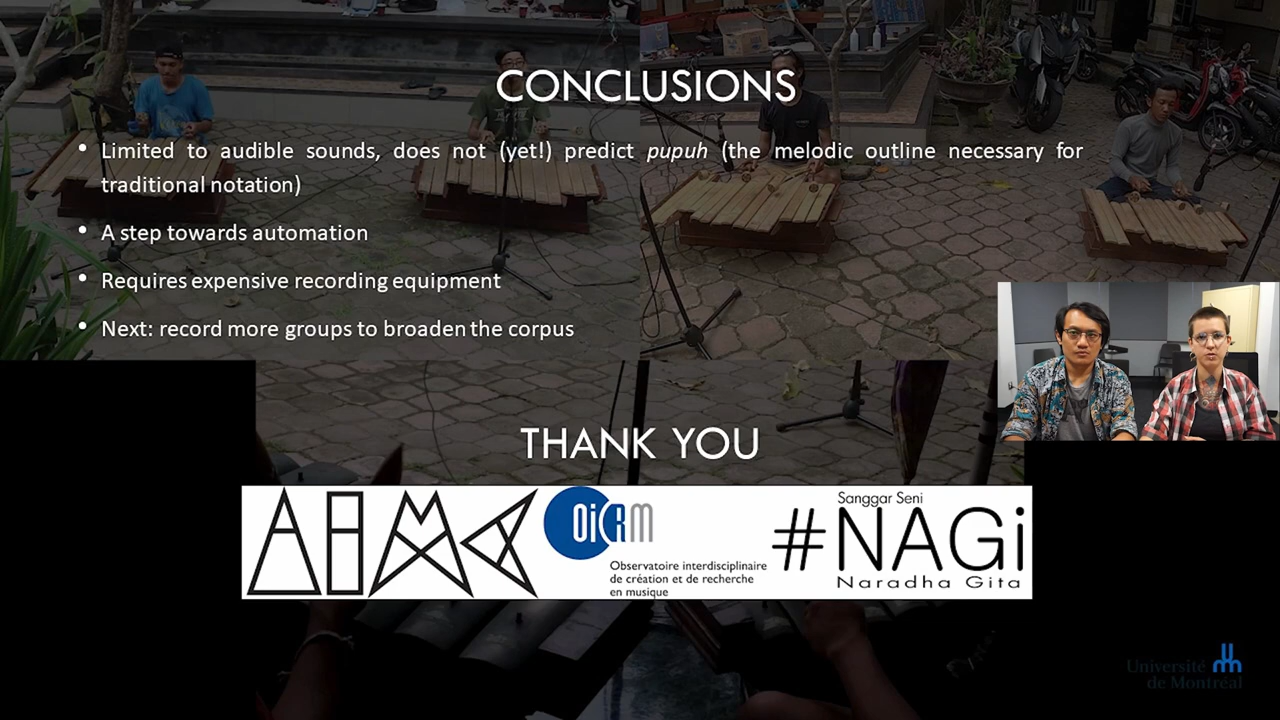 CONCLUSIONS
• Limited to audible sounds, does not (yet!) predict pupuh (the melodic outline necessary for
traditional notation)
• A step towards automation
• Requires expensive recording equipment
• Next: record more groups to broaden the corpus
THANK YOU
OiCRM
Observatoire interdisciplinaire
de création et de recherche
en musique
Sanggar Seni
#NAGi
Naradha Gita
Université
de Montréal